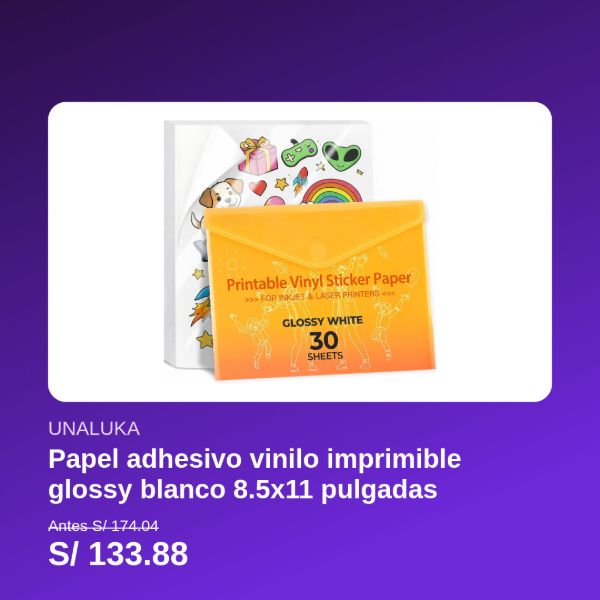 Printable Vinyl Sticker Paper
>>> FOR INKJET & LASER PRINTERS <<<
GLOSSY WHITE
30
SHEETS
UNALUKA
Papel adhesivo vinilo imprimible
glossy blanco 8.5x11 pulgadas
Antes S/ 174.04
S/ 133.88